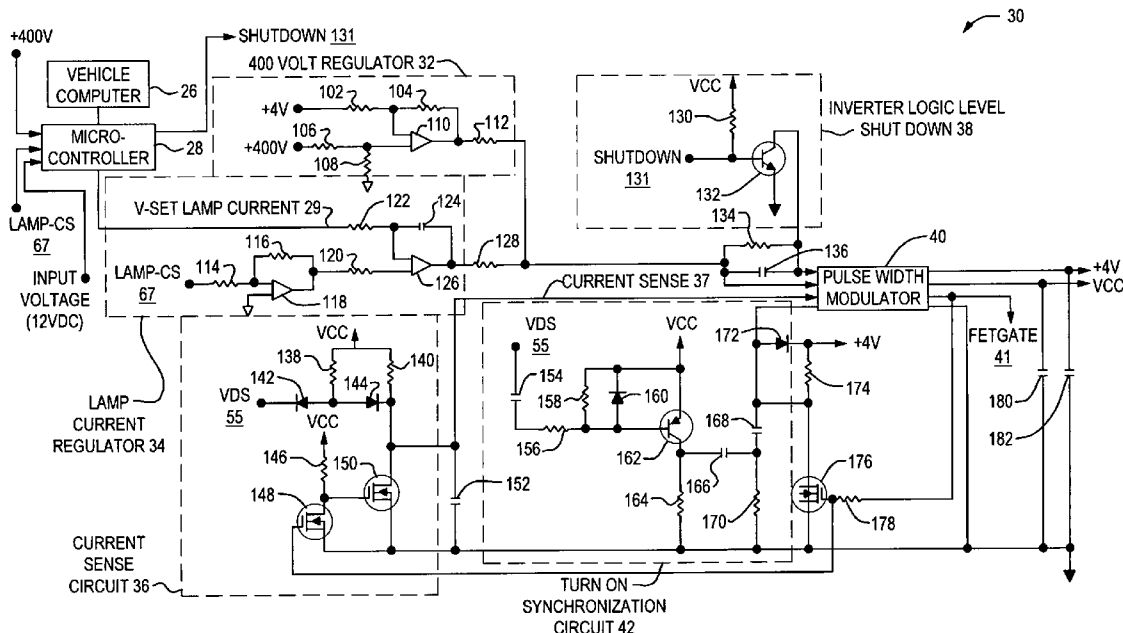 30
+400V
SHUTDOWN 131
400 VOLT REGULATOR 32
VEHICLE
COMPUTER
26
MICRO-
CONTROLLER
28
LAMP-CS
67
INPUT
VOLTAGE
(12VDC)
+4V
102
104
106
+400V
108
110
112
V-SET LAMP CURRENT 29
122
124
116
LAMP-CS
67
114
118
120
126
128
LAMP
CURRENT
REGULATOR 34
VCC
130
SHUTDOWN
131
132
INVERTER LOGIC LEVEL
SHUT DOWN 38
134
136
40
PULSE WIDTH
MODULATOR
+4V
VCC
FETGATE
41
180
182
CURRENT SENSE 37
VCC
138
140
142
144
VDS
55
VCC
146
150
148
152
CURRENT
SENSE
CIRCUIT 36
VDS
55
154
156
158
160
VCC
162
164
166
168
170
172
+4V
174
176
178
TURN ON
SYNCHRONIZATION
CIRCUIT 42